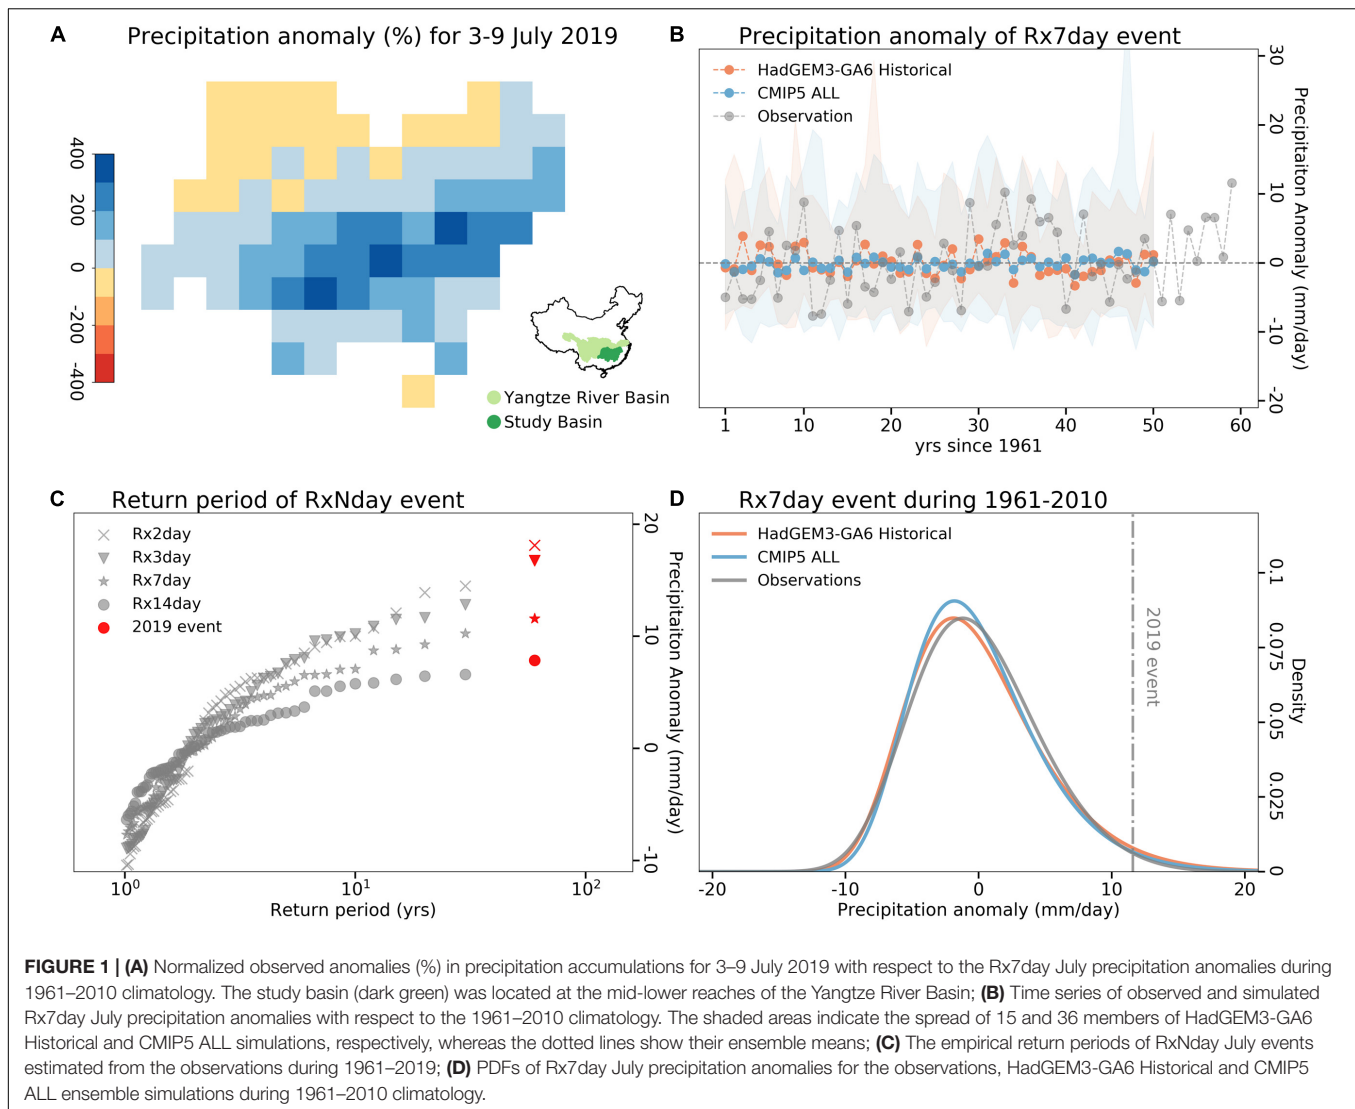 A Precipitation anomaly (%) for 3-9 July 2019
400
200
0
-200
-400
Yangtze River Basin
Study Basin
B Precipitation anomaly of Rx7day event
HadGEM3-GA6 Historical
CMIP5 ALL
Observation
30
20
10
0
-10
-20
Precipitaiton Anomaly (mm/day)
1 10 20 30 40 50 60
yrs since 1961
C Return period of RxNday event
Rx2day
Rx3day
Rx7day
Rx14day
2019 event
20
10
0
-10
Precipitaiton Anomaly (mm/day)
10⁰ 10¹ 10²
Return period (yrs)
D Rx7day event during 1961-2010
HadGEM3-GA6 Historical
CMIP5 ALL
Observations
2019 event
0.1
0.075
0.05
0.025
0
Density
-20 -10 0 10 20
Precipitation anomaly (mm/day)
FIGURE 1 | (A) Normalized observed anomalies (%) in precipitation accumulations for 3–9 July 2019 with respect to the Rx7day July precipitation anomalies during
1961–2010 climatology. The study basin (dark green) was located at the mid-lower reaches of the Yangtze River Basin; (B) Time series of observed and simulated
Rx7day July precipitation anomalies with respect to the 1961–2010 climatology. The shaded areas indicate the spread of 15 and 36 members of HadGEM3-GA6
Historical and CMIP5 ALL simulations, respectively, whereas the dotted lines show their ensemble means; (C) The empirical return periods of RxNday July events
estimated from the observations during 1961–2019; (D) PDFs of Rx7day July precipitation anomalies for the observations, HadGEM3-GA6 Historical and CMIP5
ALL ensemble simulations during 1961–2010 climatology.